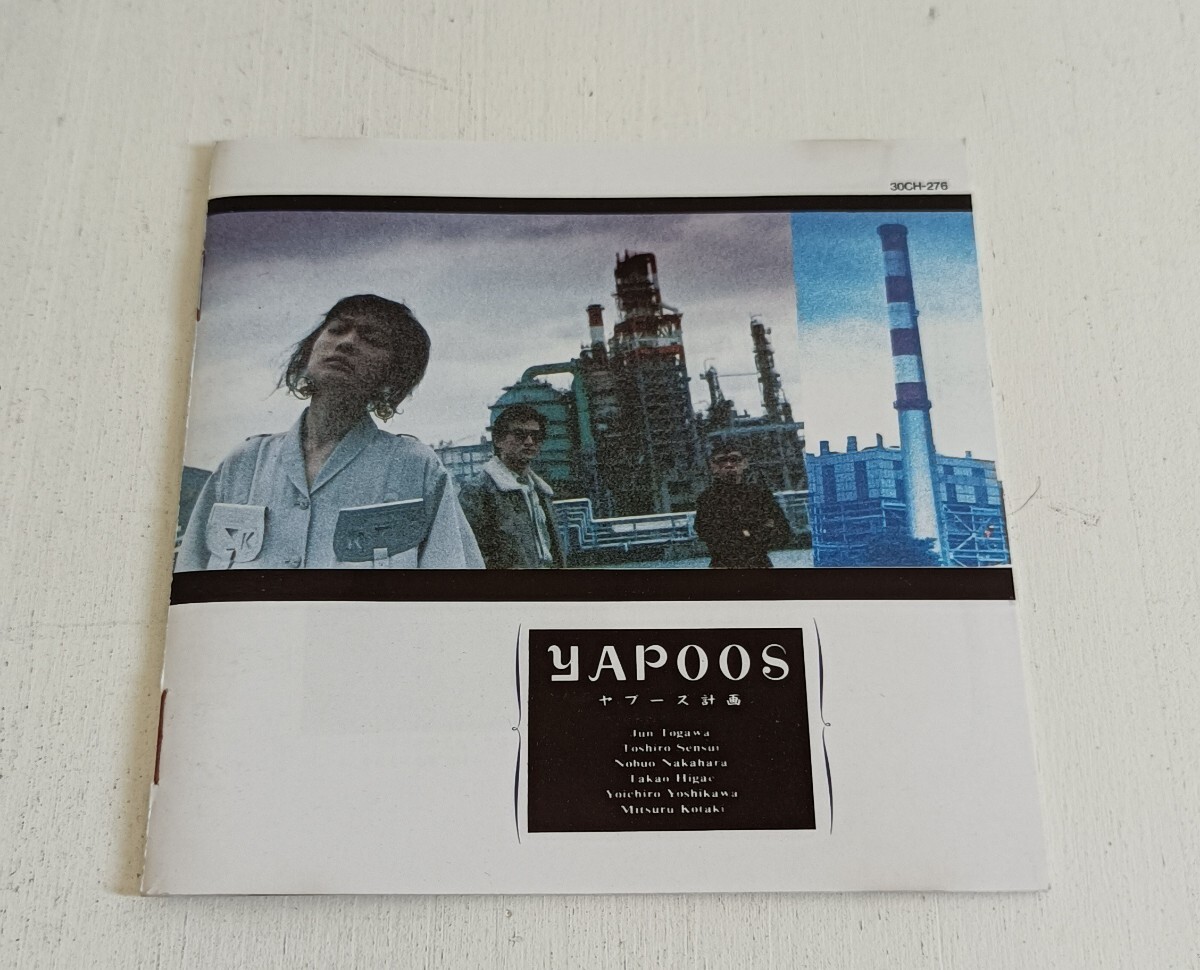 30CH-276
K
K
YAPOOS
ヤプース計画
Jun Togawa
Toshiro Sensui
Nobuo Nakahara
Takao Higae
Yoichiro Yoshikawa
Mitsuru Kotaki